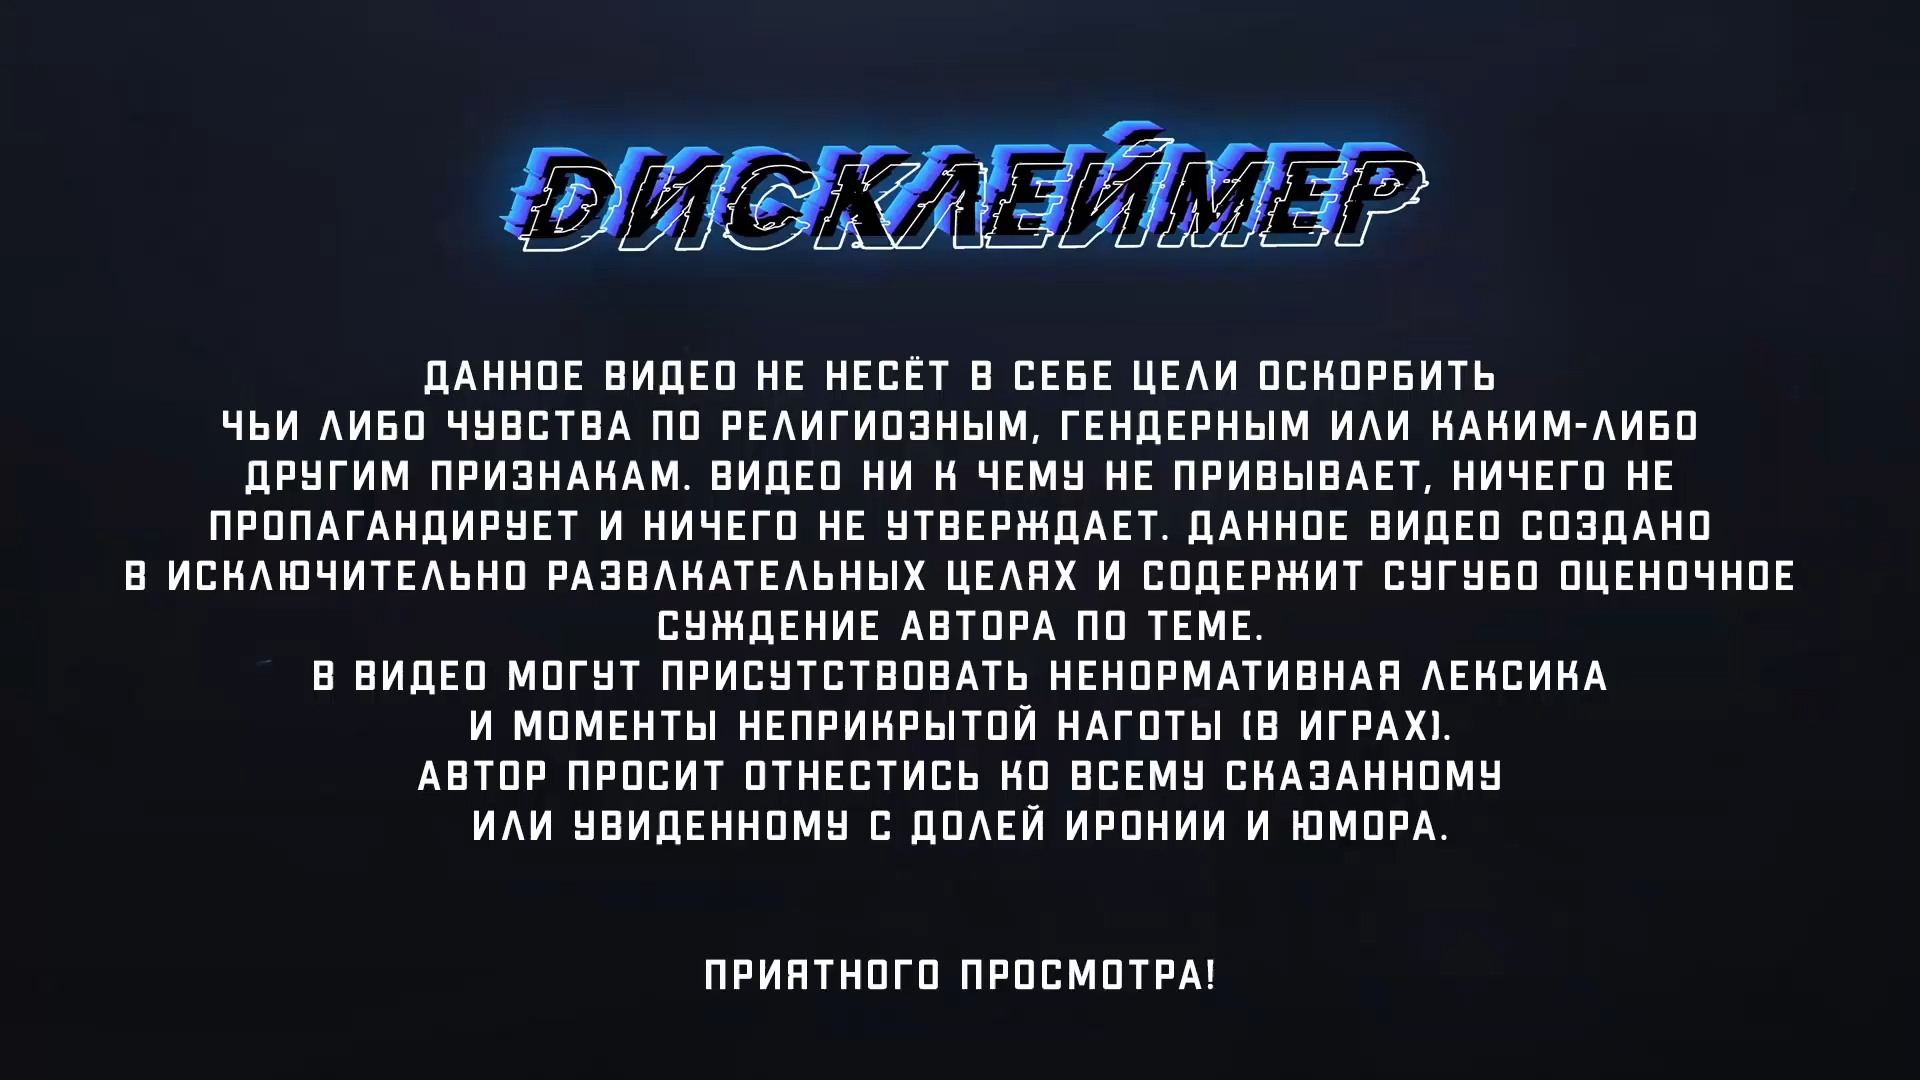 DИСКЛЕЙМЕР
ДАННОЕ ВИДЕО НЕ НЕСЁТ В СЕБЕ ЦЕЛИ ОСКОРБИТЬ
ЧЬИ ЛИБО ЧУВСТВА ПО РЕЛИГИОЗНЫМ, ГЕНДЕРНЫМ ИЛИ КАКИМ-ЛИБО
ДРУГИМ ПРИЗНАКАМ. ВИДЕО НИ К ЧЕМУ НЕ ПРИВЫВАЕТ, НИЧЕГО НЕ
ПРОПАГАНДИРУЕТ И НИЧЕГО НЕ УТВЕРЖДАЕТ. ДАННОЕ ВИДЕО СОЗДАНО
В ИСКЛЮЧИТЕЛЬНО РАЗВЛКАТЕЛЬНЫХ ЦЕЛЯХ И СОДЕРЖИТ СУГУБО ОЦЕНОЧНОЕ
СУЖДЕНИЕ АВТОРА ПО ТЕМЕ.
В ВИДЕО МОГУТ ПРИСУТСТВОВАТЬ НЕНОРМАТИВНАЯ ЛЕКСИКА
И МОМЕНТЫ НЕПРИКРЫТОЙ НАГОТЫ (В ИГРАХ).
АВТОР ПРОСИТ ОТНЕСТИСЬ КО ВСЕМУ СКАЗАННОМУ
ИЛИ УВИДЕННОМУ С ДОЛЕЙ ИРОНИИ И ЮМОРА.
ПРИЯТНОГО ПРОСМОТРА!